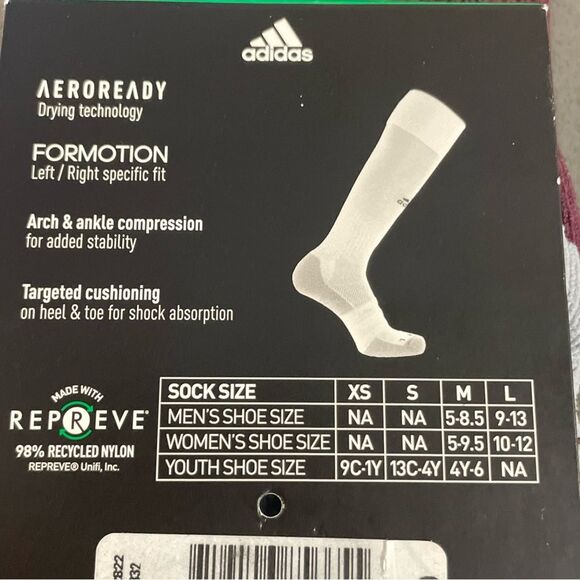 adidas
AEROREADY
Drying technology
FORMOTION
Left / Right specific fit
Arch & ankle compression
for added stability
Targeted cushioning
on heel & toe for shock absorption
MADE WITH
REPREVE®
98% RECYCLED NYLON
REPREVE® Unifi, Inc.
SOCK SIZE XS S M L
MEN'S SHOE SIZE NA NA 5-8.5 9-13
WOMEN'S SHOE SIZE NA NA 5-9.5 10-12
YOUTH SHOE SIZE 9C-1Y 13C-4Y 4Y-6 NA